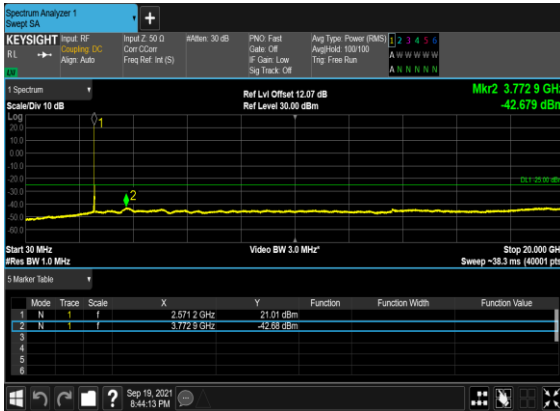 Spectrum Analyzer 1
Swept SA
+
KEYSIGHT Input: RF Input Z: 50 Ω #Atten: 30 dB PNO: Fast Avg Type: Power (RMS) 1 2 3 4 5 6
RL Coupling: DC Corr CCorr Gate: Off Avg|Hold: 100/100 A W W W W W
Align: Auto Freq Ref: Int (S) IF Gain: Low Trig: Free Run
Sig Track: Off A N N N N N
1 Spectrum Ref Lvl Offset 12.07 dB Mkr2 3.772 9 GHz
Scale/Div 10 dB Ref Level 30.00 dBm -42.679 dBm
Log
20.0
10.0
0.00
-10.0
-20.0
-30.0
-40.0
-50.0
-60.0
1
2
DL1 -25.00 dBm
Start 30 MHz Video BW 3.0 MHz* Stop 20.000 GHz
#Res BW 1.0 MHz Sweep ~38.3 ms (40001 pts)
5 Marker Table
Mode Trace Scale X Y Function Function Width Function Value
1 N 1 f 2.571 2 GHz 21.01 dBm
2 N 1 f 3.772 9 GHz -42.68 dBm
3
4
5
6
? Sep 19, 2021
8:44:13 PM